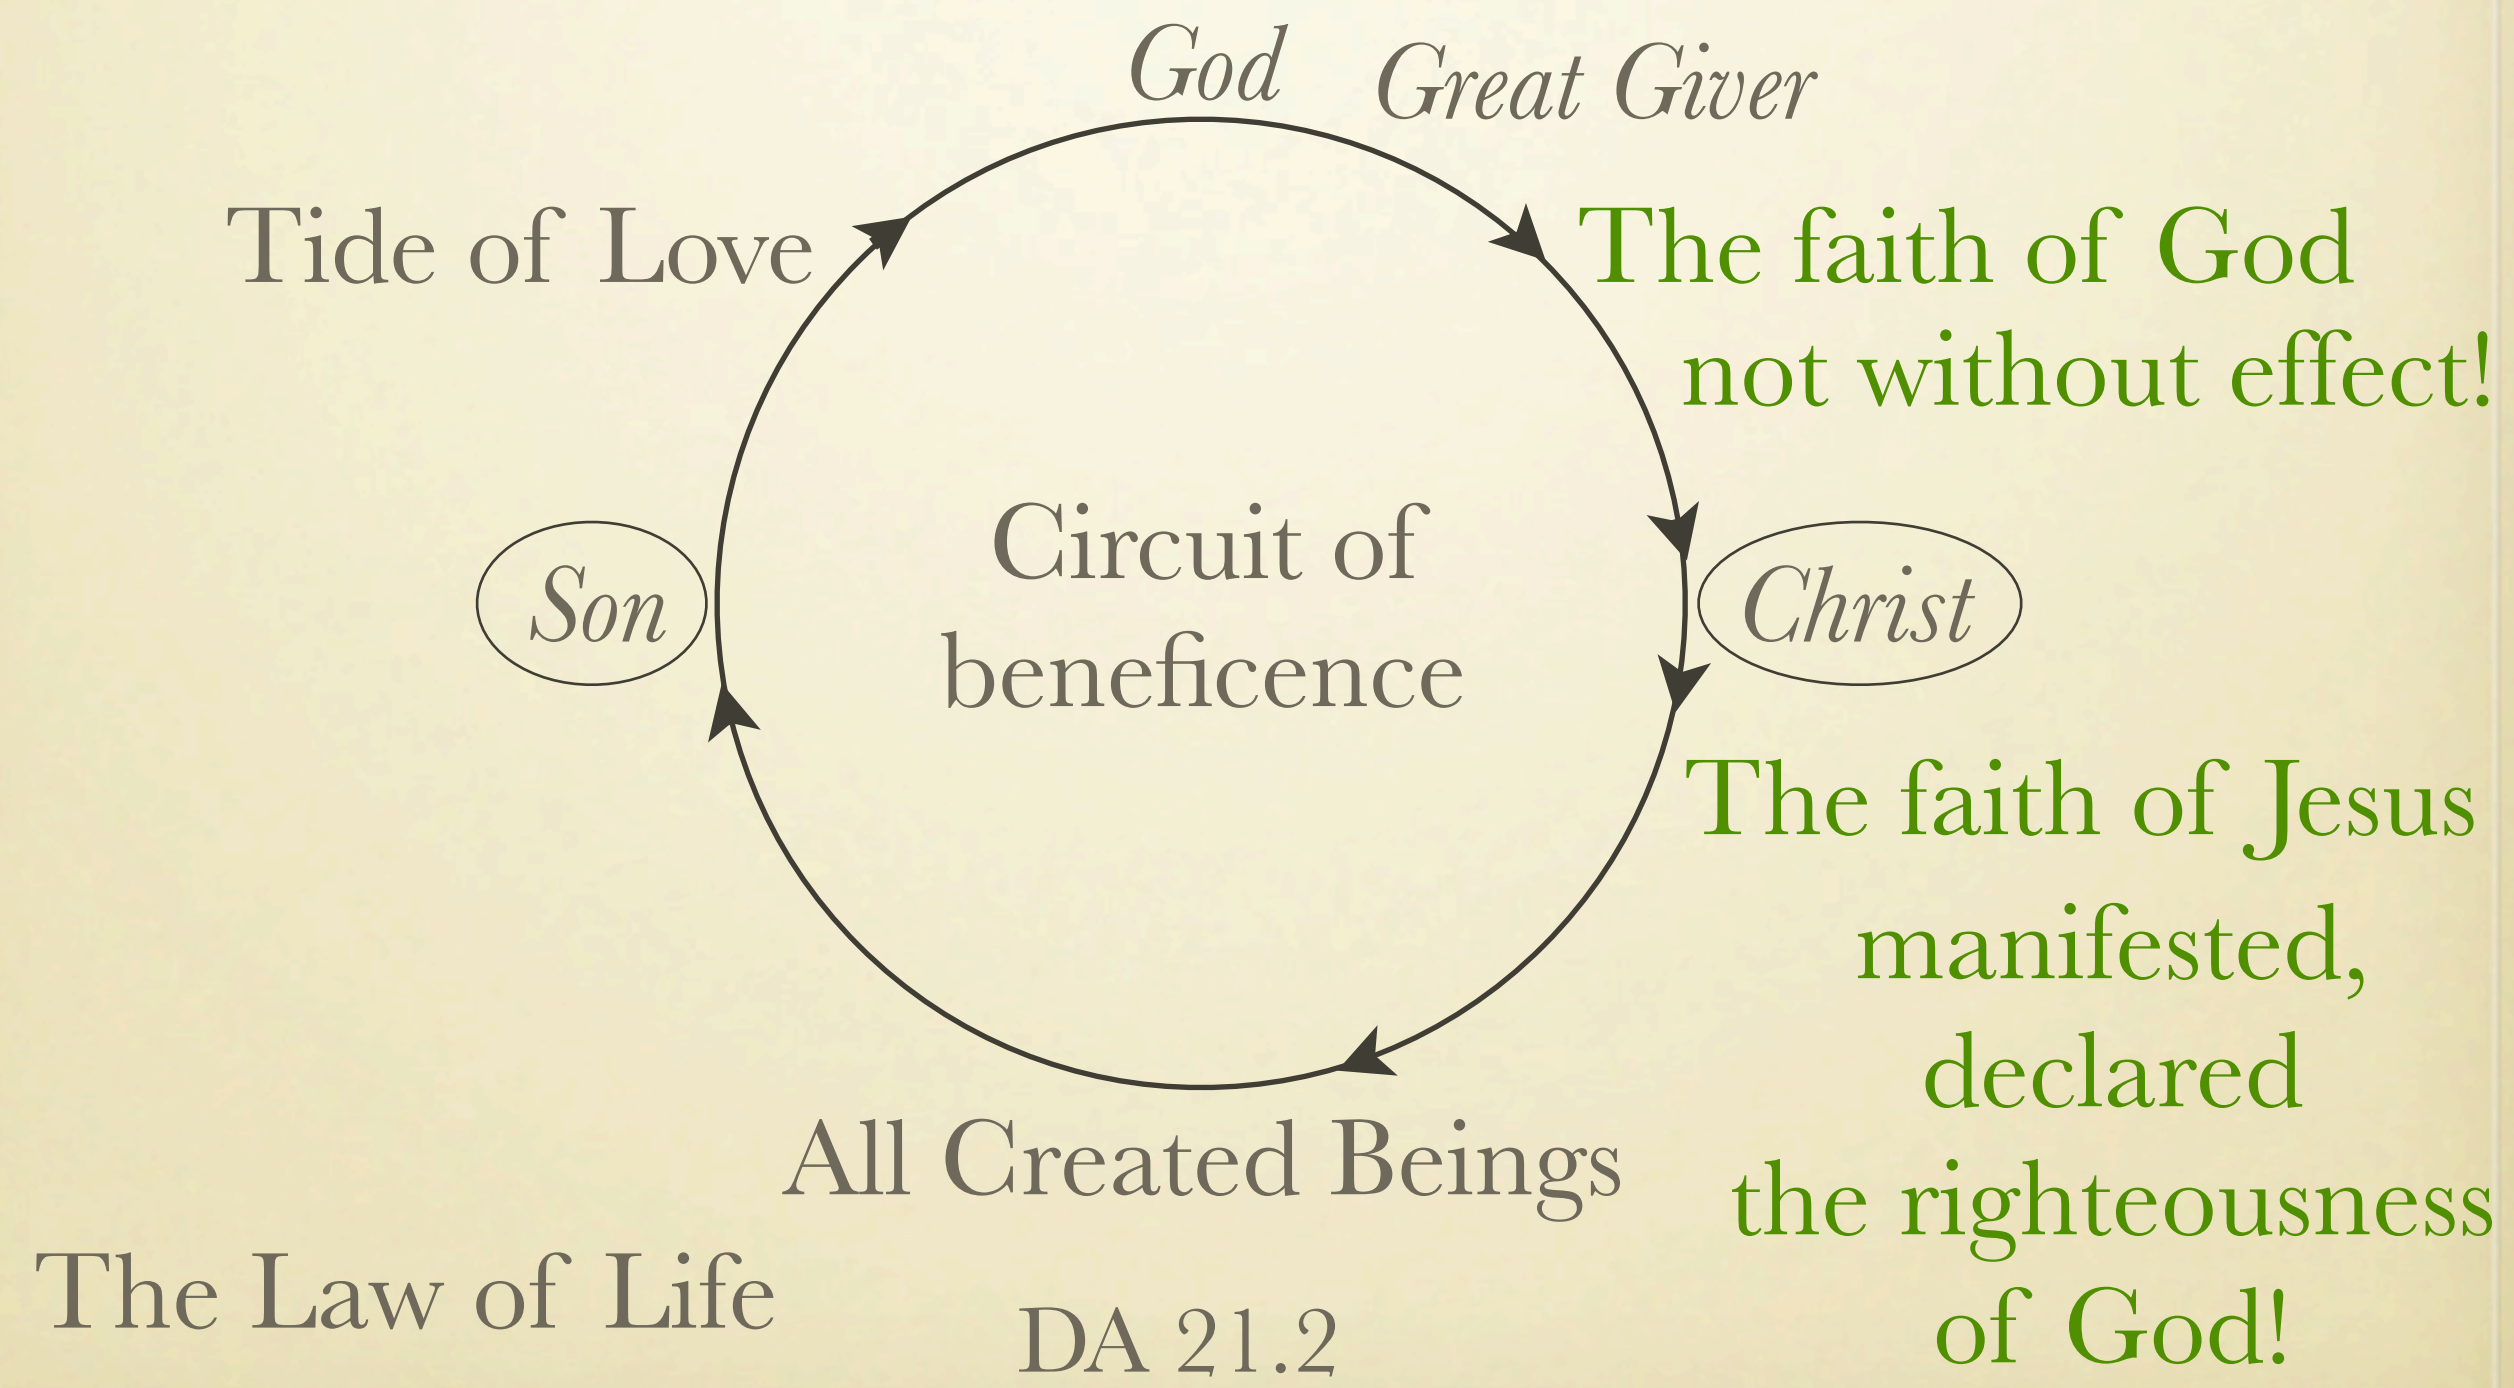 God
Great Giver
Tide of Love
The faith of God
not without effect!
Circuit of
beneficence
Son
Christ
The faith of Jesus
manifested,
declared
the righteousness
of God!
All Created Beings
The Law of Life
DA 21.2